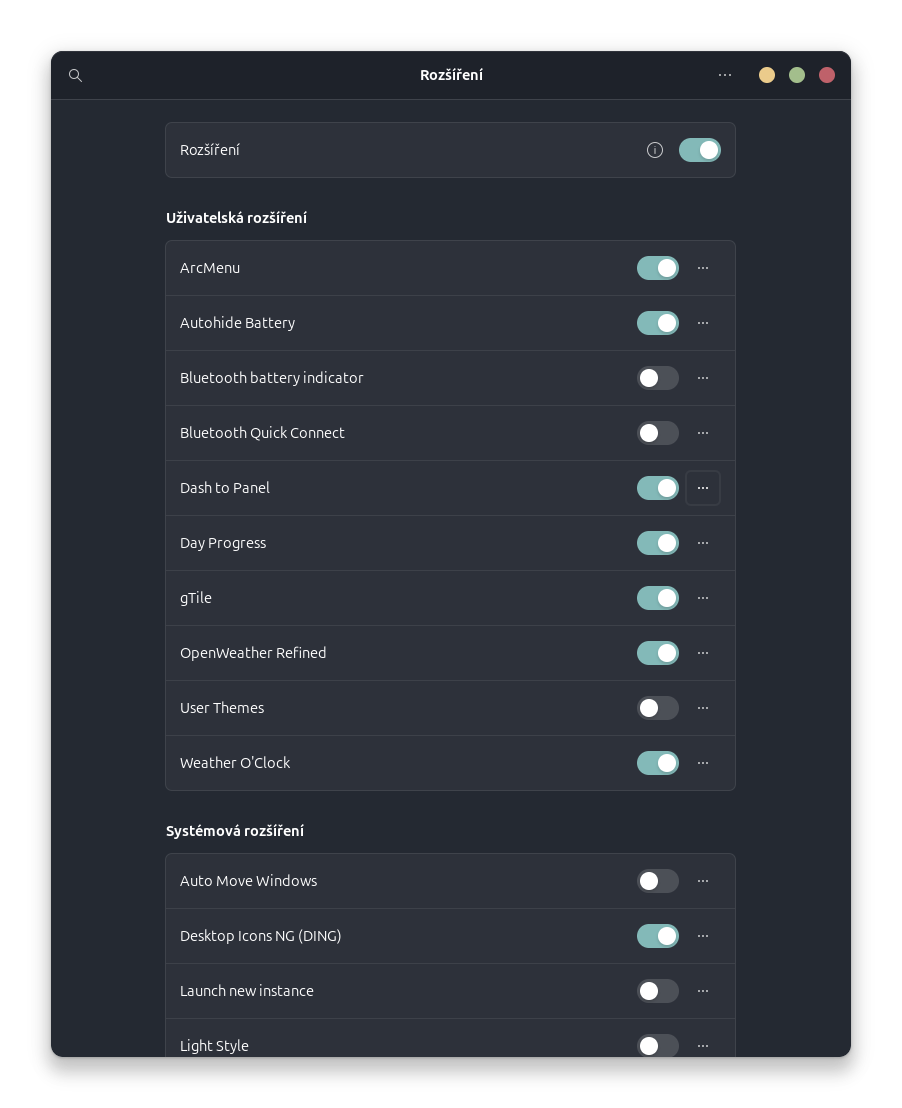 Rozšíření
Rozšíření
Uživatelská rozšíření
ArcMenu
Autohide Battery
Bluetooth battery indicator
Bluetooth Quick Connect
Dash to Panel
Day Progress
gTile
OpenWeather Refined
User Themes
Weather O'Clock
Systémová rozšíření
Auto Move Windows
Desktop Icons NG (DING)
Launch new instance
Light Style